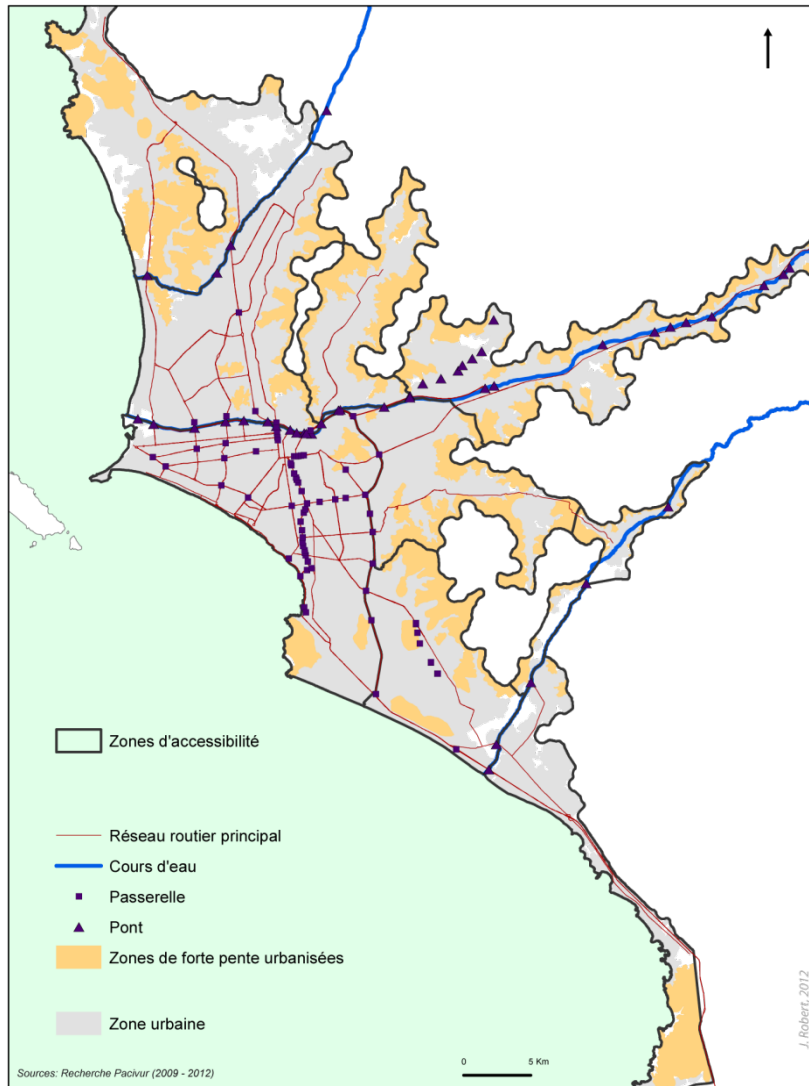 Zones d'accessibilité
Réseau routier principal
Cours d'eau
Passerelle
Pont
Zones de forte pente urbanisées
Zone urbaine
Sources: Recherche Pacivur (2009 - 2012)
0 5 Km
J. Robert, 2012